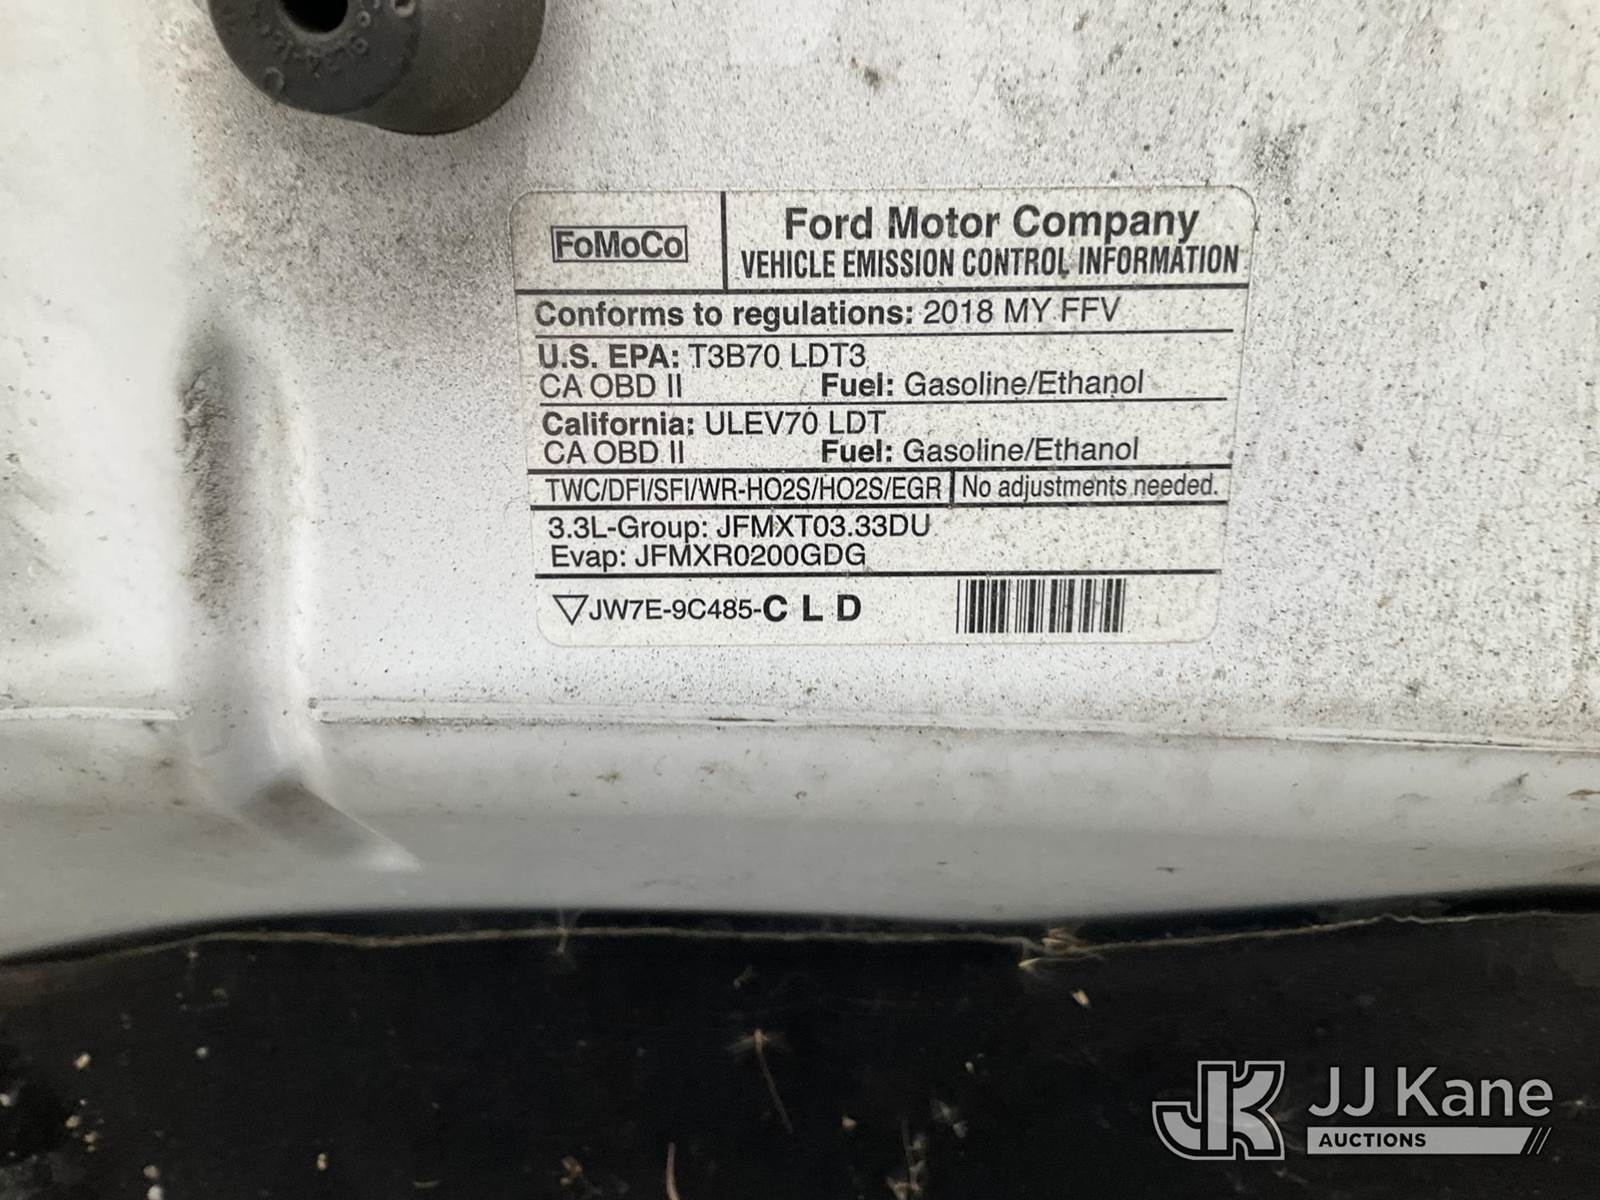 FoMoCo
Ford Motor Company
VEHICLE EMISSION CONTROL INFORMATION
Conforms to regulations: 2018 MY FFV
U.S. EPA: T3B70 LDT3
CA OBD II Fuel: Gasoline/Ethanol
California: ULEV70 LDT
CA OBD II Fuel: Gasoline/Ethanol
TWC/DFI/SFI/WR-HO2S/HO2S/EGR No adjustments needed.
3.3L-Group: JFMXT03.33DU
Evap: JFMXR0200GDG
JW7E-9C485-C L D
JK JJ Kane
AUCTIONS